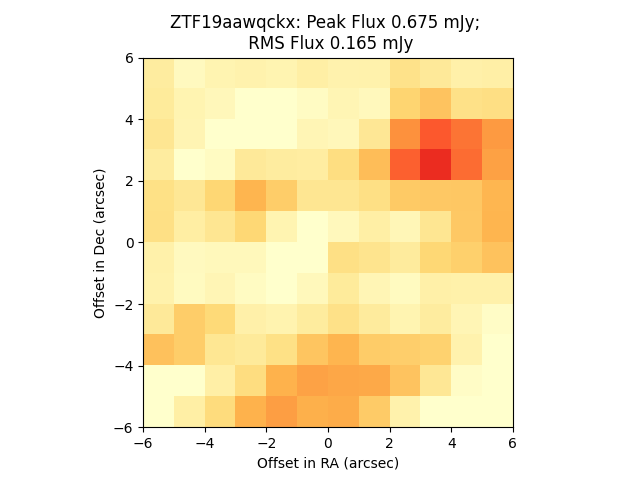 ZTF19aawqckx: Peak Flux 0.675 mJy;
RMS Flux 0.165 mJy
6
4
2
0
−2
−4
−6
Offset in Dec (arcsec)
−6 −4 −2 0 2 4 6
Offset in RA (arcsec)